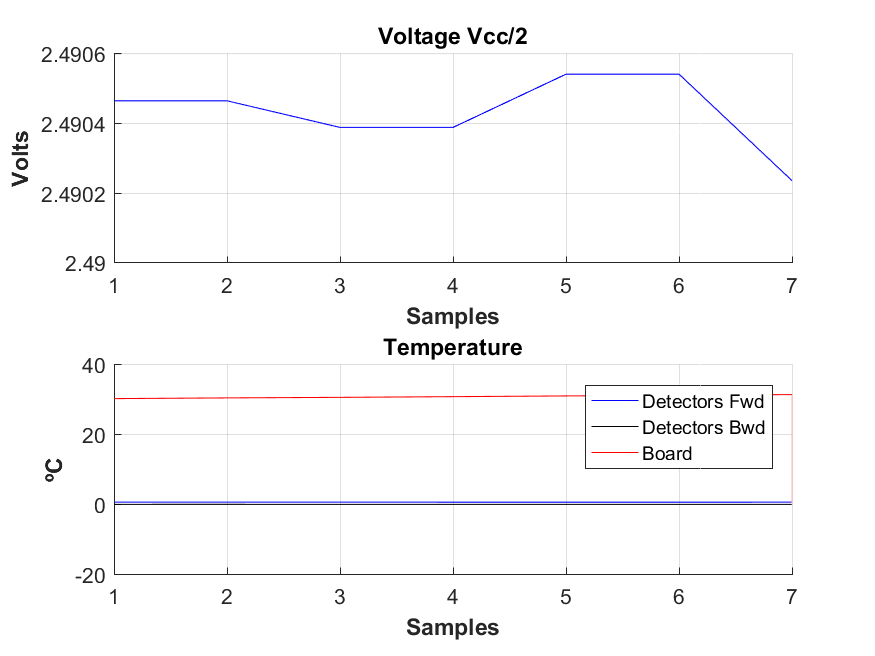 Voltage Vcc/2
2.4906
2.4904
2.4902
2.49
Volts
1 2 3 4 5 6 7
Samples
Temperature
40
20
0
-20
ºC
Detectors Fwd
Detectors Bwd
Board
1 2 3 4 5 6 7
Samples